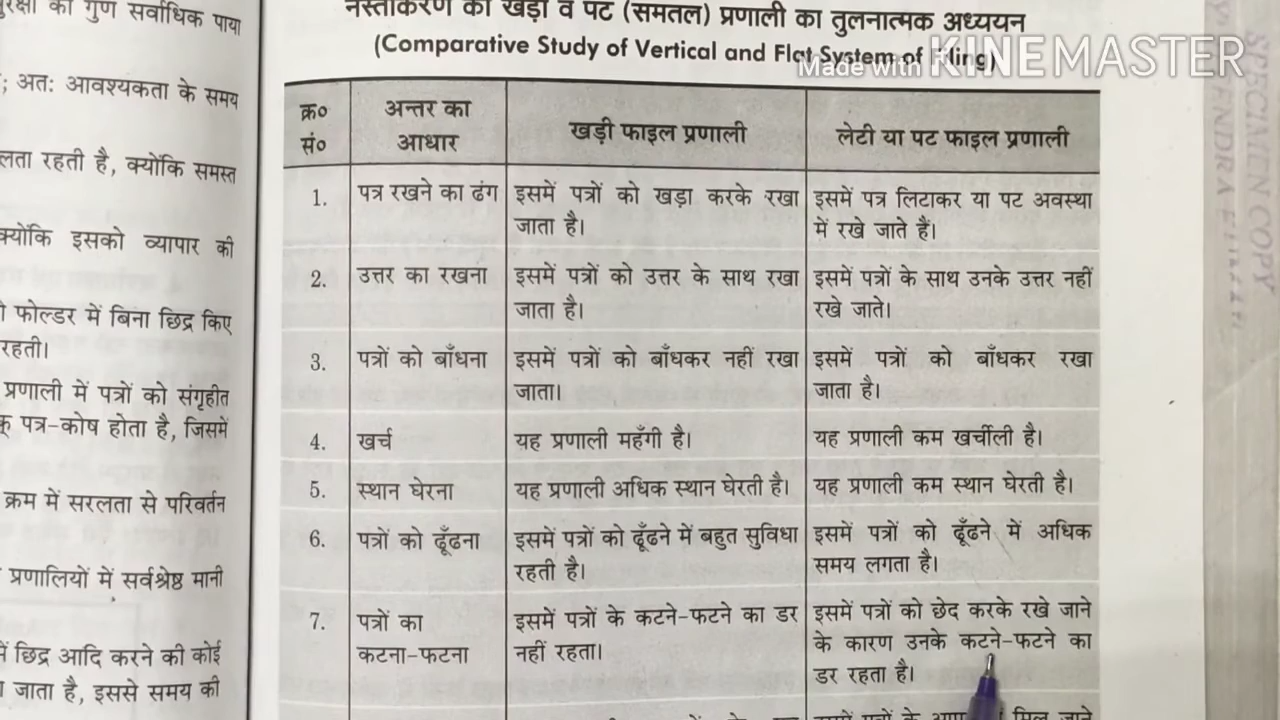 सुरक्षा का गुण सर्वाधिक पाया
; अतः आवश्यकता के समय
लता रहती है, क्योंकि समस्त
क्योंकि इसको व्यापार की
फोल्डर में बिना छिद्र किए
रहती।
प्रणाली में पत्रों को संगृहीत
पत्र-कोष होता है, जिसमें
क्रम में सरलता से परिवर्तन
प्रणालियों में सर्वश्रेष्ठ मानी
छिद्र आदि करने की कोई
जाता है, इससे समय की
नस्तीकरण की खड़ी व पट (समतल) प्रणाली का तुलनात्मक अध्ययन
(Comparative Study of Vertical and Flat System of Filing)
Made with KINEMASTER
क्र० सं० अन्तर का आधार खड़ी फाइल प्रणाली लेटी या पट फाइल प्रणाली
1. पत्र रखने का ढंग इसमें पत्रों को खड़ा करके रखा इसमें पत्र लिटाकर या पट अवस्था
जाता है। में रखे जाते हैं।
2. उत्तर का रखना इसमें पत्रों को उत्तर के साथ रखा इसमें पत्रों के साथ उनके उत्तर नहीं
जाता है। रखे जाते।
3. पत्रों को बाँधना इसमें पत्रों को बाँधकर नहीं रखा इसमें पत्रों को बाँधकर रखा
जाता। जाता है।
4. खर्च यह प्रणाली महँगी है। यह प्रणाली कम खर्चीली है।
5. स्थान घेरना यह प्रणाली अधिक स्थान घेरती है। यह प्रणाली कम स्थान घेरती है।
6. पत्रों को ढूँढना इसमें पत्रों को ढूँढने में बहुत सुविधा इसमें पत्रों को ढूँढने में अधिक
रहती है। समय लगता है।
7. पत्रों का इसमें पत्रों के कटने-फटने का डर इसमें पत्रों को छेद करके रखे जाने
कटना-फटना नहीं रहता। के कारण उनके कटने-फटने का
डर रहता है।
SPECIMEN COPY